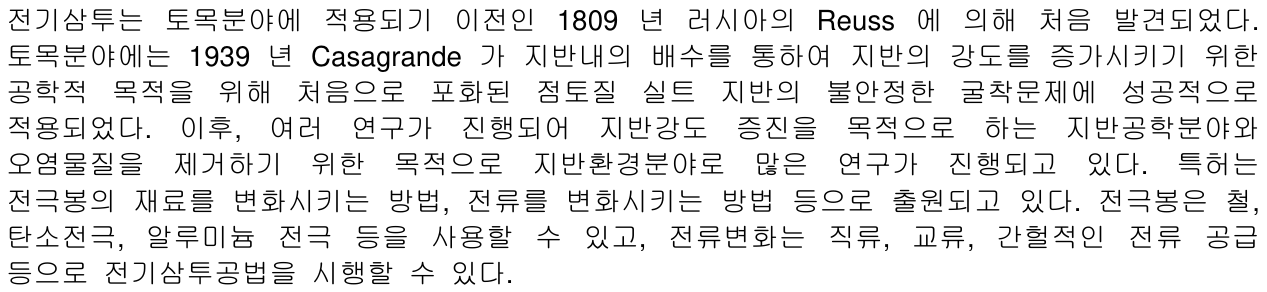 전기삼투는 토목분야에 적용되기 이전인 1809 년 러시아의 Reuss 에 의해 처음 발견되었다.
토목분야에는 1939 년 Casagrande 가 지반내의 배수를 통하여 지반의 강도를 증가시키기 위한
공학적 목적을 위해 처음으로 포화된 점토질 실트 지반의 불안정한 굴착문제에 성공적으로
적용되었다. 이후, 여러 연구가 진행되어 지반강도 증진을 목적으로 하는 지반공학분야와
오염물질을 제거하기 위한 목적으로 지반환경분야로 많은 연구가 진행되고 있다. 특허는
전극봉의 재료를 변화시키는 방법, 전류를 변화시키는 방법 등으로 출원되고 있다. 전극봉은 철,
탄소전극, 알루미늄 전극 등을 사용할 수 있고, 전류변화는 직류, 교류, 간헐적인 전류 공급
등으로 전기삼투공법을 시행할 수 있다.